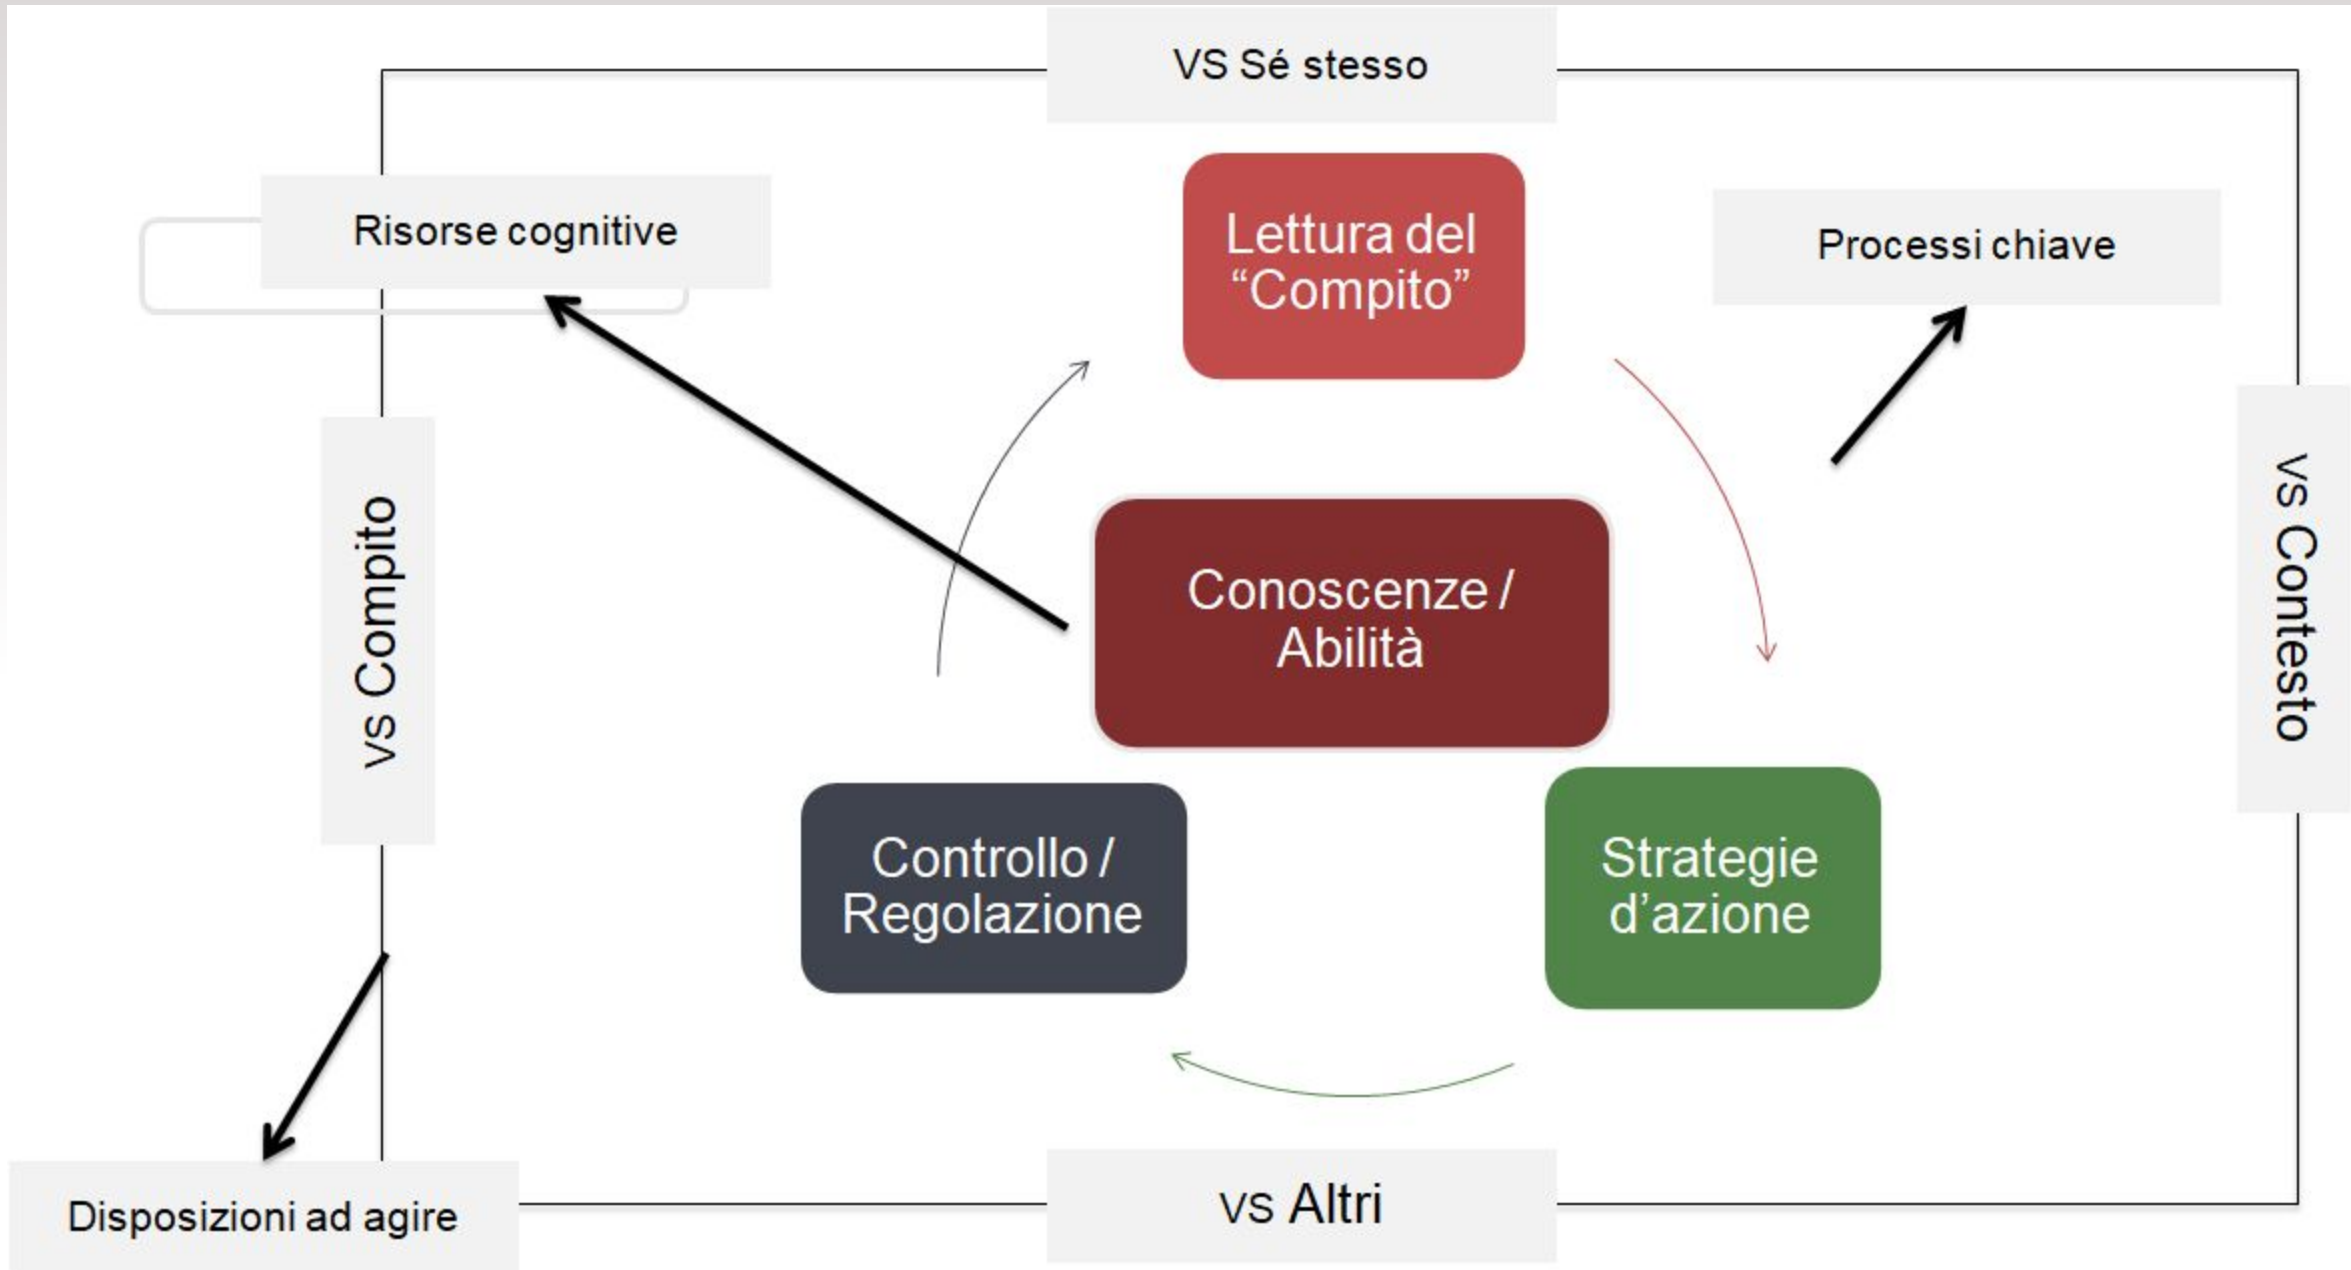 VS Sé stesso
Risorse cognitive
Lettura del
“Compito”
Processi chiave
vs Compito
Conoscenze /
Abilità
vs Contesto
Controllo /
Regolazione
Strategie
d’azione
Disposizioni ad agire
vs Altri